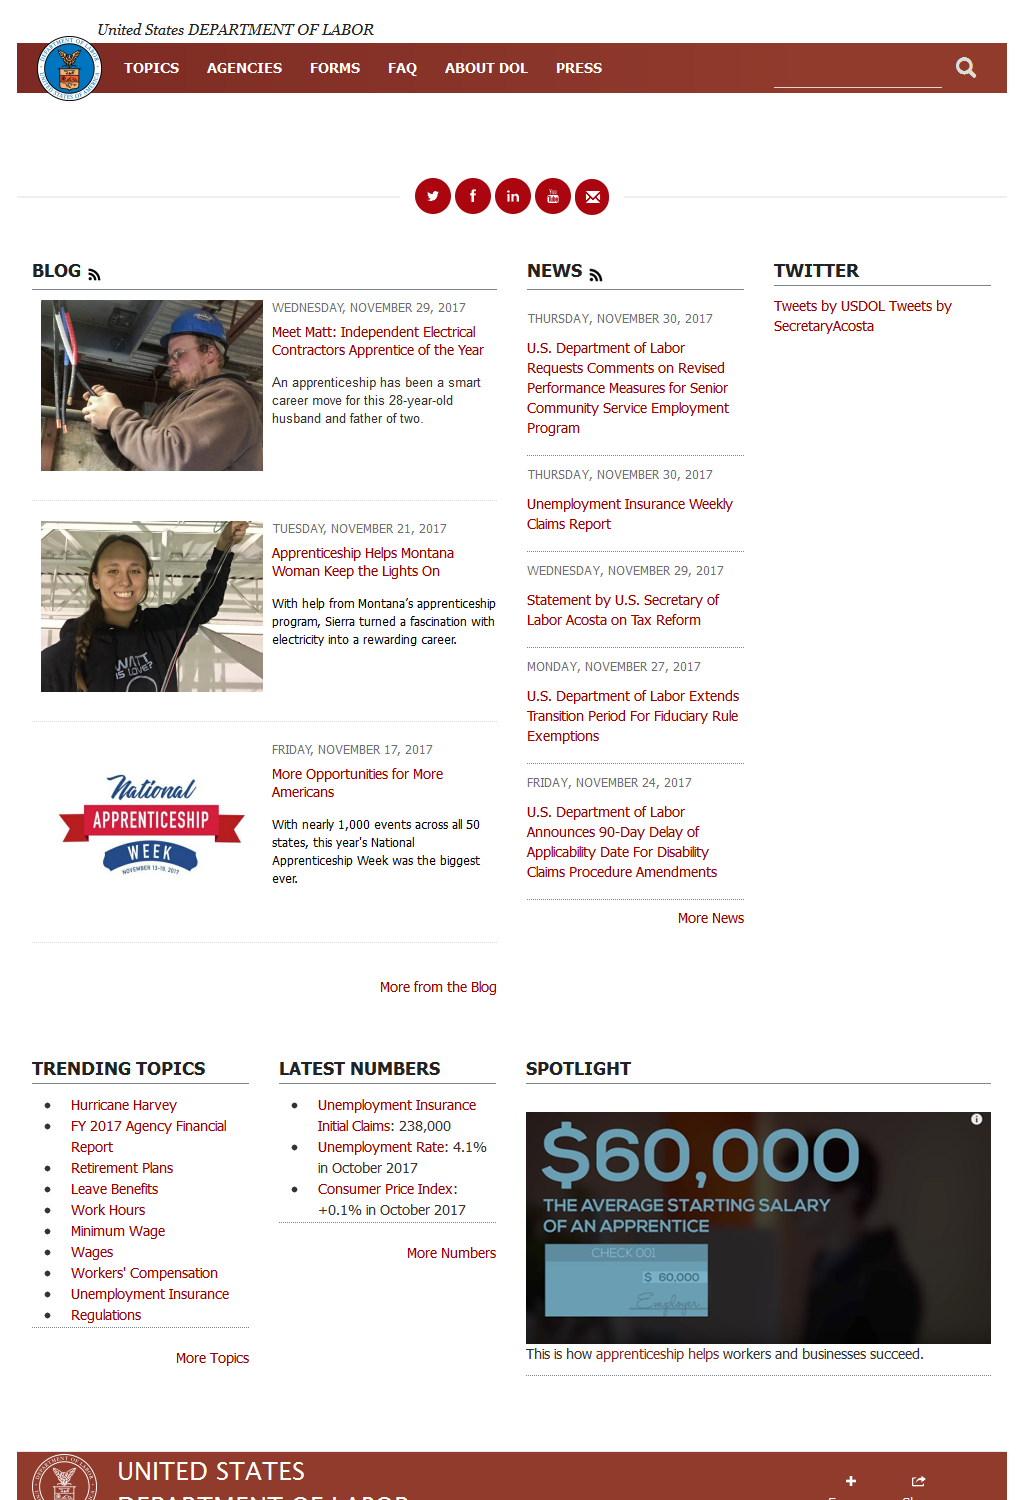 United States DEPARTMENT OF LABOR
TOPICS AGENCIES FORMS FAQ ABOUT DOL PRESS
BLOG
WEDNESDAY, NOVEMBER 29, 2017
Meet Matt: Independent Electrical
Contractors Apprentice of the Year
An apprenticeship has been a smart
career move for this 28-year-old
husband and father of two.
TUESDAY, NOVEMBER 21, 2017
Apprenticeship Helps Montana
Woman Keep the Lights On
With help from Montana’s apprenticeship
program, Sierra turned a fascination with
electricity into a rewarding career.
WATT
IS LOVE?
FRIDAY, NOVEMBER 17, 2017
More Opportunities for More
Americans
With nearly 1,000 events across all 50
states, this year's National
Apprenticeship Week was the biggest
ever.
National
APPRENTICESHIP
WEEK
NOVEMBER 13-19, 2017
More from the Blog
NEWS
THURSDAY, NOVEMBER 30, 2017
U.S. Department of Labor
Requests Comments on Revised
Performance Measures for Senior
Community Service Employment
Program
THURSDAY, NOVEMBER 30, 2017
Unemployment Insurance Weekly
Claims Report
WEDNESDAY, NOVEMBER 29, 2017
Statement by U.S. Secretary of
Labor Acosta on Tax Reform
MONDAY, NOVEMBER 27, 2017
U.S. Department of Labor Extends
Transition Period For Fiduciary Rule
Exemptions
FRIDAY, NOVEMBER 24, 2017
U.S. Department of Labor
Announces 90-Day Delay of
Applicability Date For Disability
Claims Procedure Amendments
More News
TWITTER
Tweets by USDOL Tweets by
SecretaryAcosta
TRENDING TOPICS
Hurricane Harvey
FY 2017 Agency Financial
Report
Retirement Plans
Leave Benefits
Work Hours
Minimum Wage
Wages
Workers' Compensation
Unemployment Insurance
Regulations
More Topics
LATEST NUMBERS
Unemployment Insurance
Initial Claims: 238,000
Unemployment Rate: 4.1%
in October 2017
Consumer Price Index:
+0.1% in October 2017
More Numbers
SPOTLIGHT
$60,000
THE AVERAGE STARTING SALARY
OF AN APPRENTICE
CHECK 001
$ 60,000
Employer
This is how apprenticeship helps workers and businesses succeed.
UNITED STATES
DEPARTMENT OF LABOR